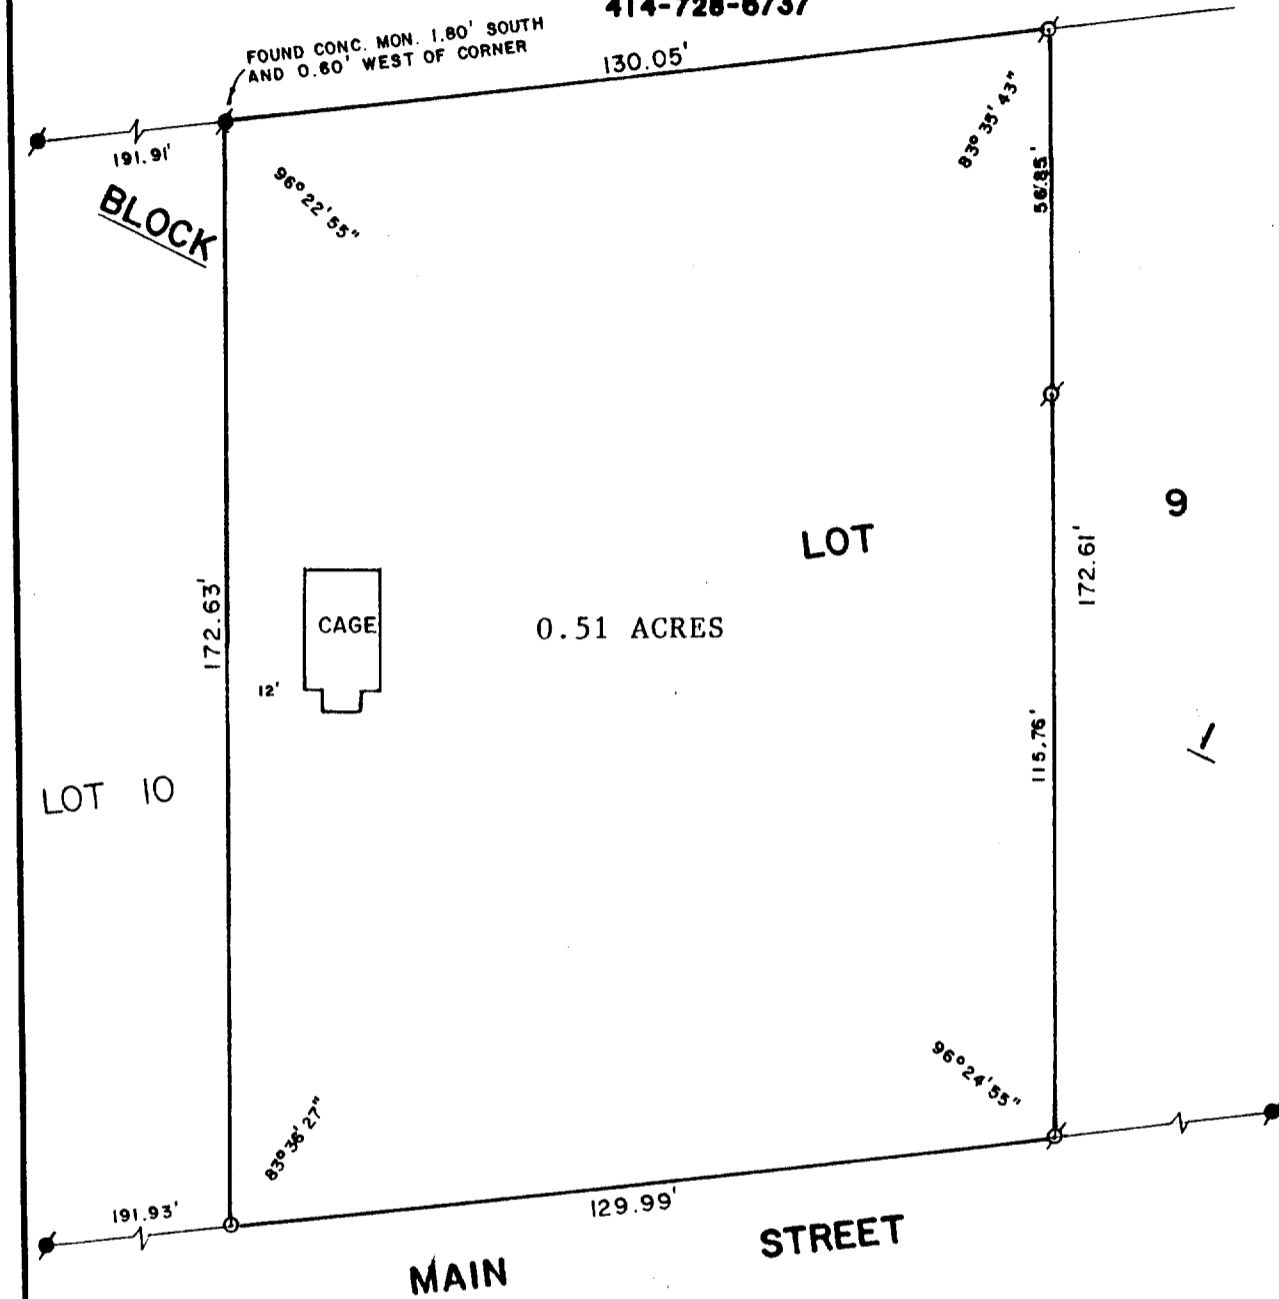 414-728-6737
FOUND CONC. MON. 1.80' SOUTH
AND 0.60' WEST OF CORNER
130.05'
191.91'
BLOCK
96°22'55"
83°35'43"
56.85'
172.63'
CAGE
12'
LOT
0.51 ACRES
9
172.61'
115.76'
1
LOT 10
96°24'55"
83°36'27"
191.93'
129.99'
MAIN STREET